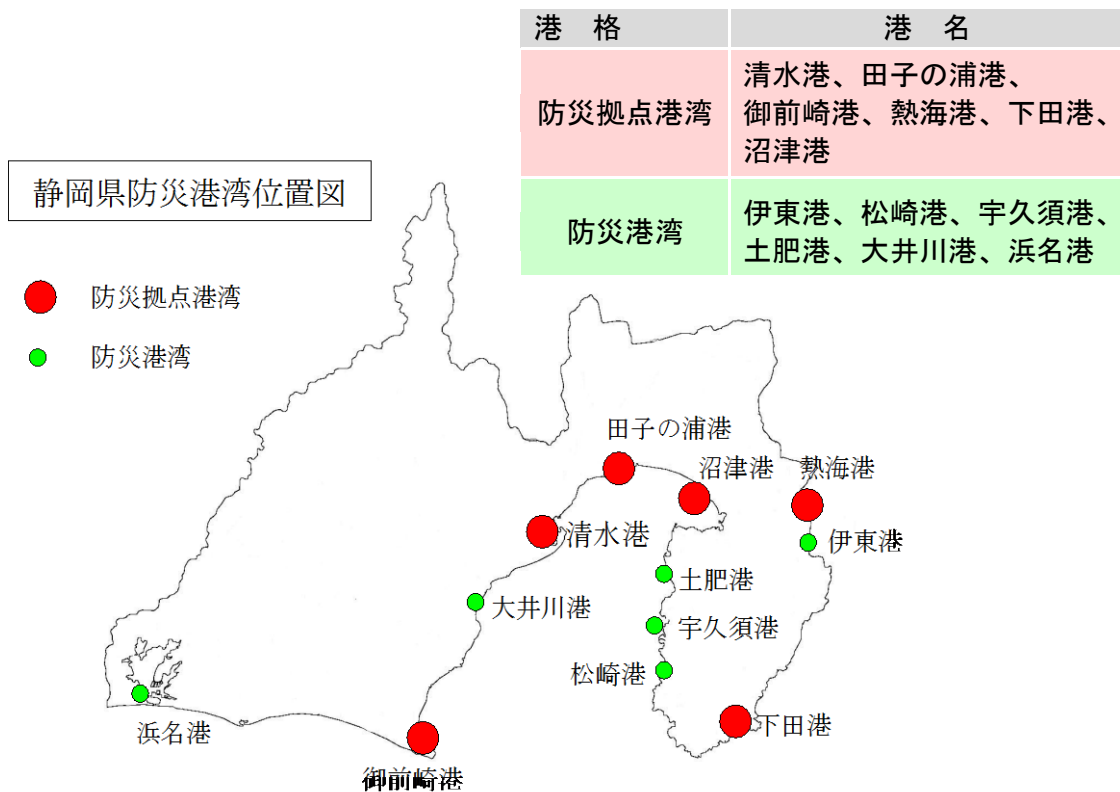 港 格 港 名
防災拠点港湾
清水港、田子の浦港、
御前崎港、熱海港、下田港、
沼津港
防災港湾
伊東港、松崎港、宇久須港、
土肥港、大井川港、浜名港
静岡県防災港湾位置図
防災拠点港湾
防災港湾
田子の浦港
沼津港
熱海港
清水港
伊東港
土肥港
大井川港
宇久須港
松崎港
浜名港
下田港
御前崎港